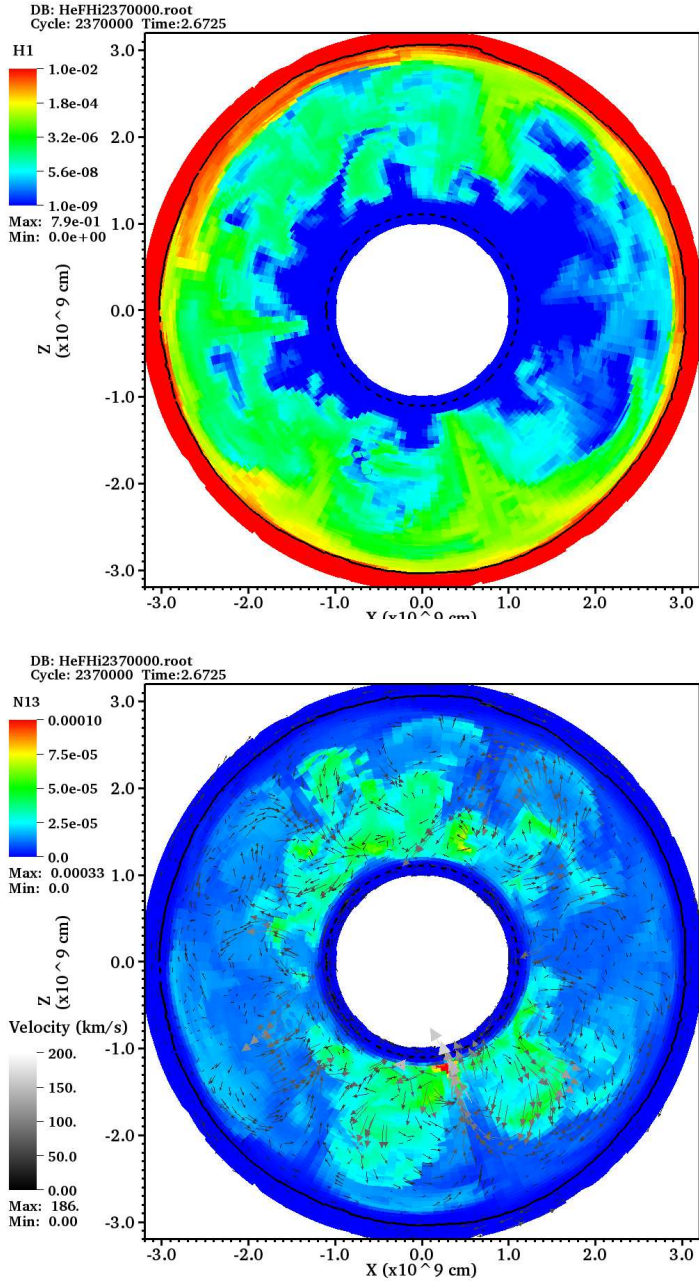 DB: HeFHi2370000.root
Cycle: 2370000 Time:2.6725
H1
1.0e-02
1.8e-04
3.2e-06
5.6e-08
1.0e-09
Max: 7.9e-01
Min: 0.0e+00
3.0
2.0
1.0
0.0
-1.0
-2.0
-3.0
Z
(x10^9 cm)
-3.0 -2.0 -1.0 0.0 1.0 2.0 3.0
X (x10^9 cm)
DB: HeFHi2370000.root
Cycle: 2370000 Time:2.6725
N13
0.00010
7.5e-05
5.0e-05
2.5e-05
0.0
Max: 0.00033
Min: 0.0
Velocity (km/s)
200.
150.
100.
50.0
0.00
Max: 186.
Min: 0.00
3.0
2.0
1.0
0.0
-1.0
-2.0
-3.0
Z
(x10^9 cm)
-3.0 -2.0 -1.0 0.0 1.0 2.0 3.0
X (x10^9 cm)